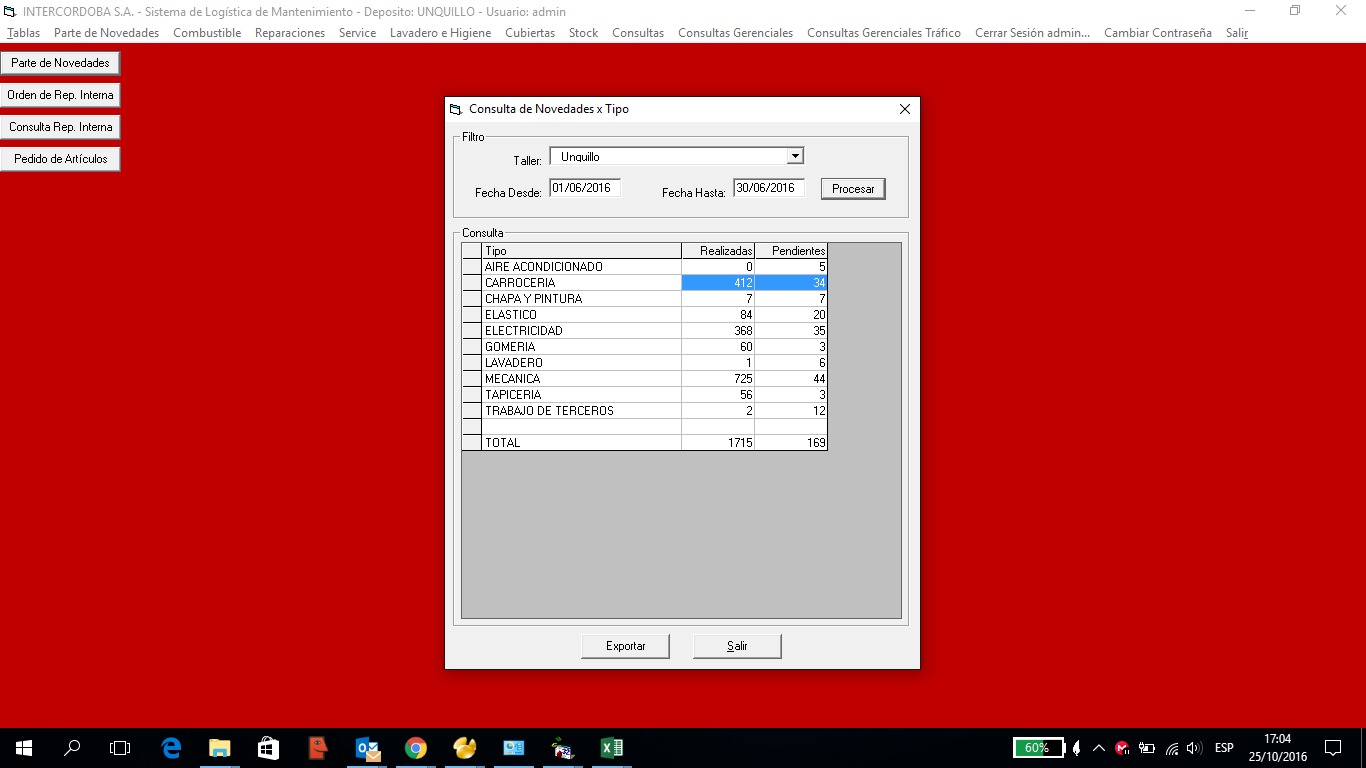 INTERCORDOBA S.A. - Sistema de Logística de Mantenimiento - Deposito: UNQUILLO - Usuario: admin
Tablas Parte de Novedades Combustible Reparaciones Service Lavadero e Higiene Cubiertas Stock Consultas Consultas Gerenciales Consultas Gerenciales Tráfico Cerrar Sesión admin... Cambiar Contraseña Salir
Parte de Novedades
Orden de Rep. Interna
Consulta Rep. Interna
Pedido de Artículos
Consulta de Novedades x Tipo
Filtro
Taller: Unquillo
Fecha Desde: 01/06/2016 Fecha Hasta: 30/06/2016 Procesar
Consulta
Tipo Realizadas Pendientes
AIRE ACONDICIONADO 0 5
CARROCERIA 412 34
CHAPA Y PINTURA 7 7
ELASTICO 84 20
ELECTRICIDAD 368 35
GOMERIA 60 3
LAVADERO 1 6
MECANICA 725 44
TAPICERIA 56 3
TRABAJO DE TERCEROS 2 12
TOTAL 1715 169
Exportar Salir
60% ESP 17:04
25/10/2016